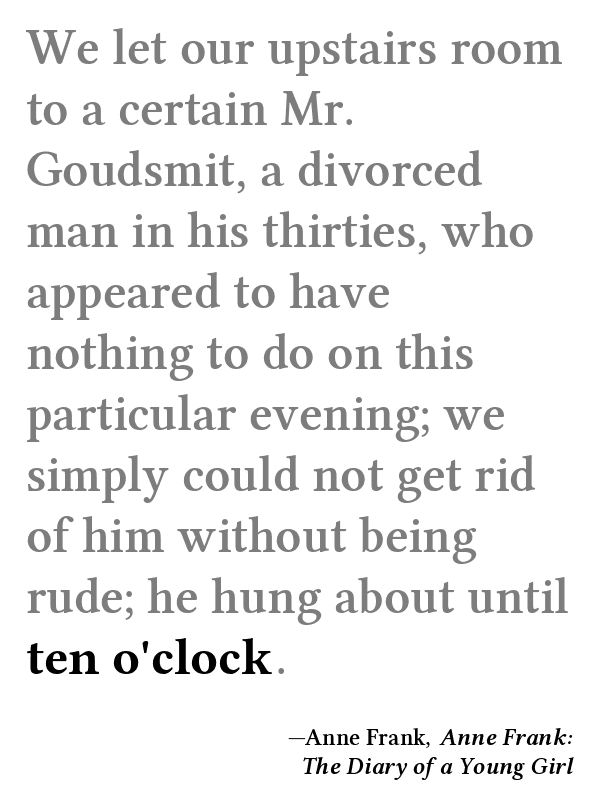 We let our upstairs room
to a certain Mr.
Goudsmit, a divorced
man in his thirties, who
appeared to have
nothing to do on this
particular evening; we
simply could not get rid
of him without being
rude; he hung about until
ten o'clock.
—Anne Frank, Anne Frank:
The Diary of a Young Girl